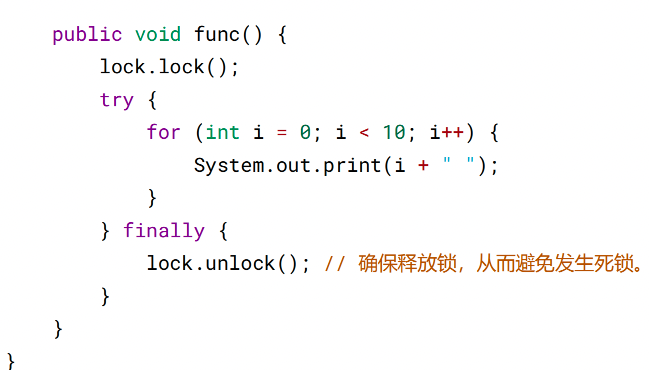 public void func() {
        lock.lock();
        try {
            for (int i = 0; i < 10; i++) {
                System.out.print(i + " ");
            }
        } finally {
            lock.unlock(); // 确保释放锁，从而避免发生死锁。
        }
    }
}